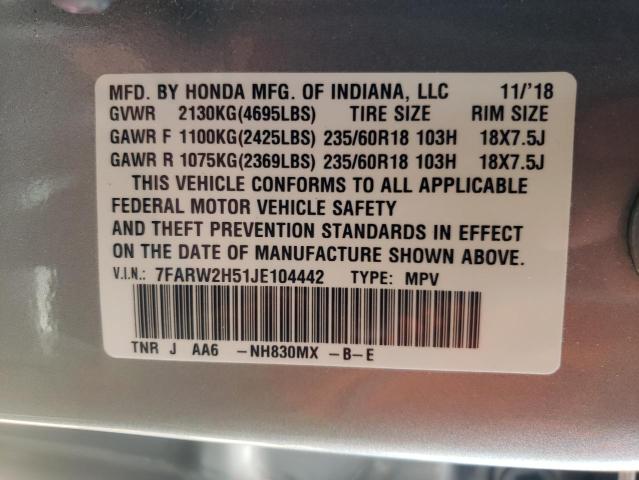 MFD. BY HONDA MFG. OF INDIANA, LLC 11/'18
GVWR 2130KG(4695LBS) TIRE SIZE RIM SIZE
GAWR F 1100KG(2425LBS) 235/60R18 103H 18X7.5J
GAWR R 1075KG(2369LBS) 235/60R18 103H 18X7.5J
THIS VEHICLE CONFORMS TO ALL APPLICABLE
FEDERAL MOTOR VEHICLE SAFETY
AND THEFT PREVENTION STANDARDS IN EFFECT
ON THE DATE OF MANUFACTURE SHOWN ABOVE.
V.I.N.: 7FARW2H51JE104442 TYPE: MPV
TNR J AA6 -NH830MX -B-E